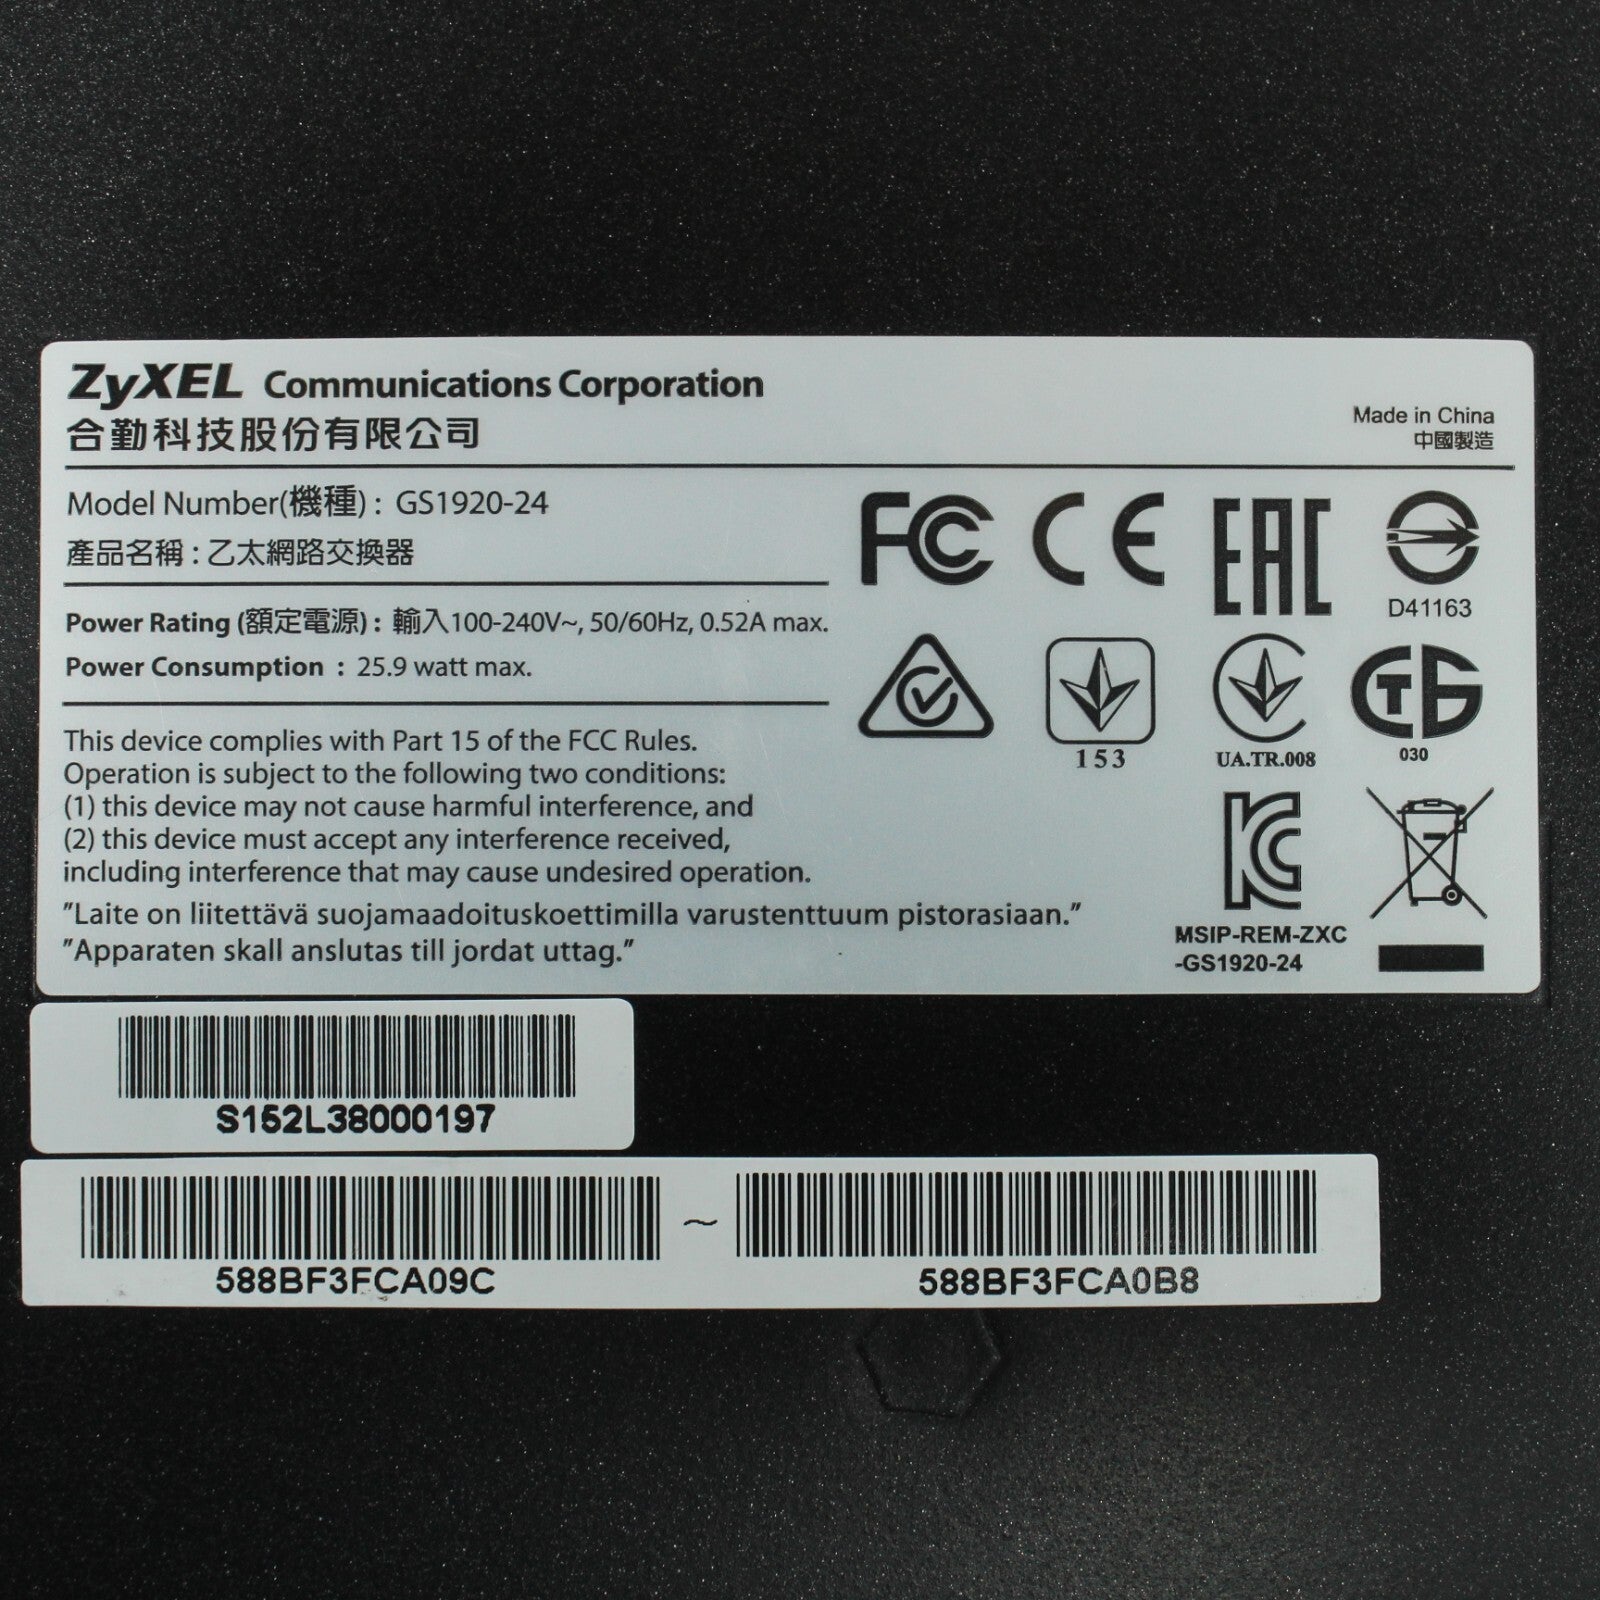 ZyXEL Communications Corporation
合勤科技股份有限公司
Made in China
中國製造
Model Number(機種) : GS1920-24
產品名稱 : 乙太網路交換器
Power Rating (額定電源) : 輸入100-240V~, 50/60Hz, 0.52A max.
Power Consumption : 25.9 watt max.
This device complies with Part 15 of the FCC Rules.
Operation is subject to the following two conditions:
(1) this device may not cause harmful interference, and
(2) this device must accept any interference received,
including interference that may cause undesired operation.
"Laite on liitettävä suojamaadoituskoettimilla varustenttuum pistorasiaan."
"Apparaten skall anslutas till jordat uttag."
FC CE EAC
D41163
153
UA.TR.008
СТБ
030
KC
MSIP-REM-ZXC
-GS1920-24
S152L38000197
588BF3FCA09C ~ 588BF3FCA0B8